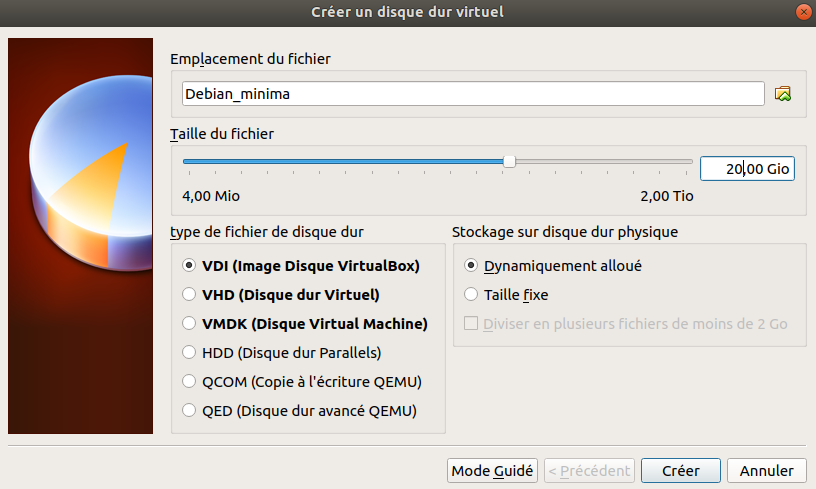 Créer un disque dur virtuel
Emplacement du fichier
Debian_minima
Taille du fichier
20,00 Gio
4,00 Mio 2,00 Tio
type de fichier de disque dur
VDI (Image Disque VirtualBox)
VHD (Disque dur Virtuel)
VMDK (Disque Virtual Machine)
HDD (Disque dur Parallels)
QCOM (Copie à l'écriture QEMU)
QED (Disque dur avancé QEMU)
Stockage sur disque dur physique
Dynamiquement alloué
Taille fixe
Diviser en plusieurs fichiers de moins de 2 Go
Mode Guidé < Précédent Créer Annuler